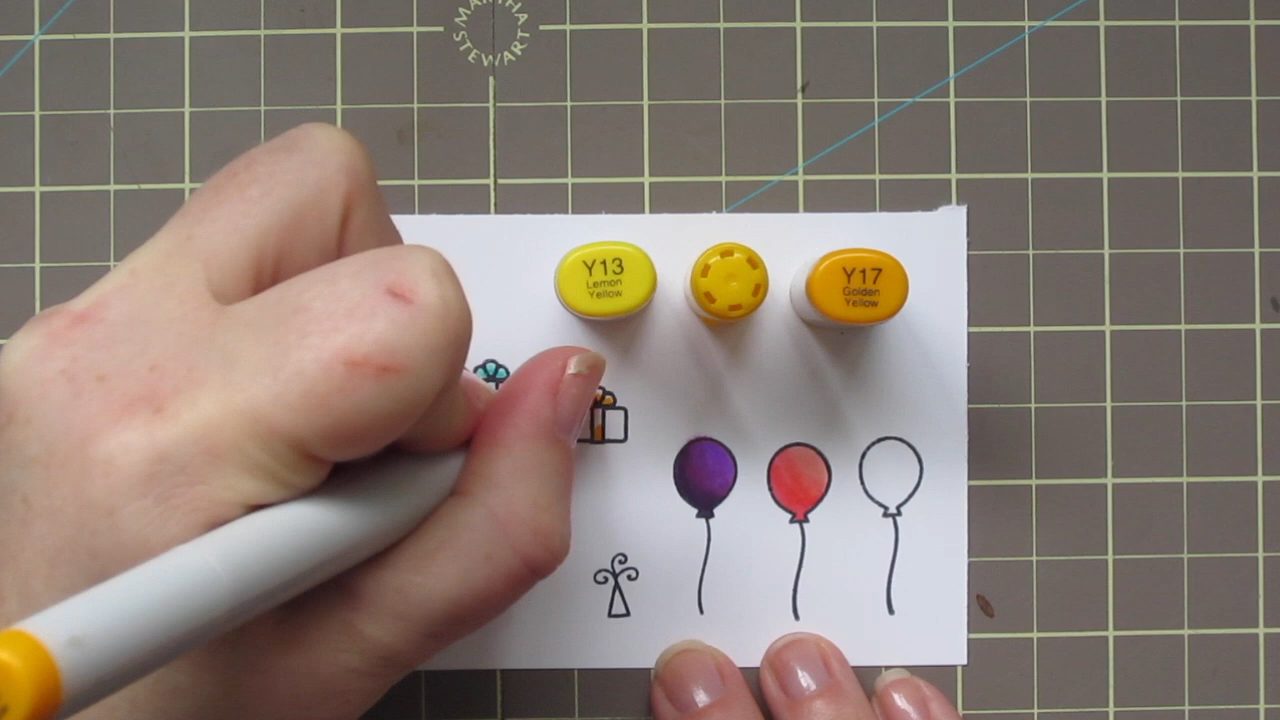 MARTHA
STEWART
Y13
Lemon
Yellow
Y17
Golden
Yellow